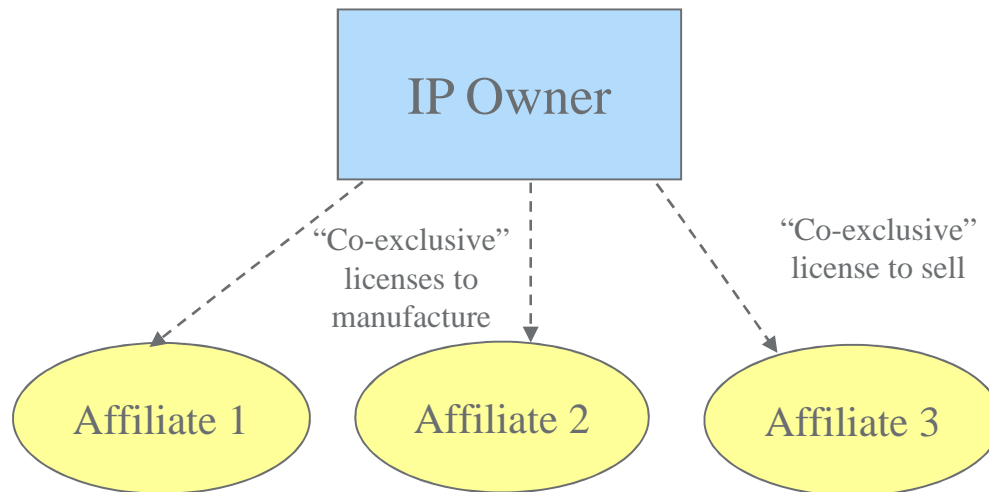 IP Owner
“Co-exclusive”
licenses to
manufacture
“Co-exclusive”
license to sell
Affiliate 1
Affiliate 2
Affiliate 3